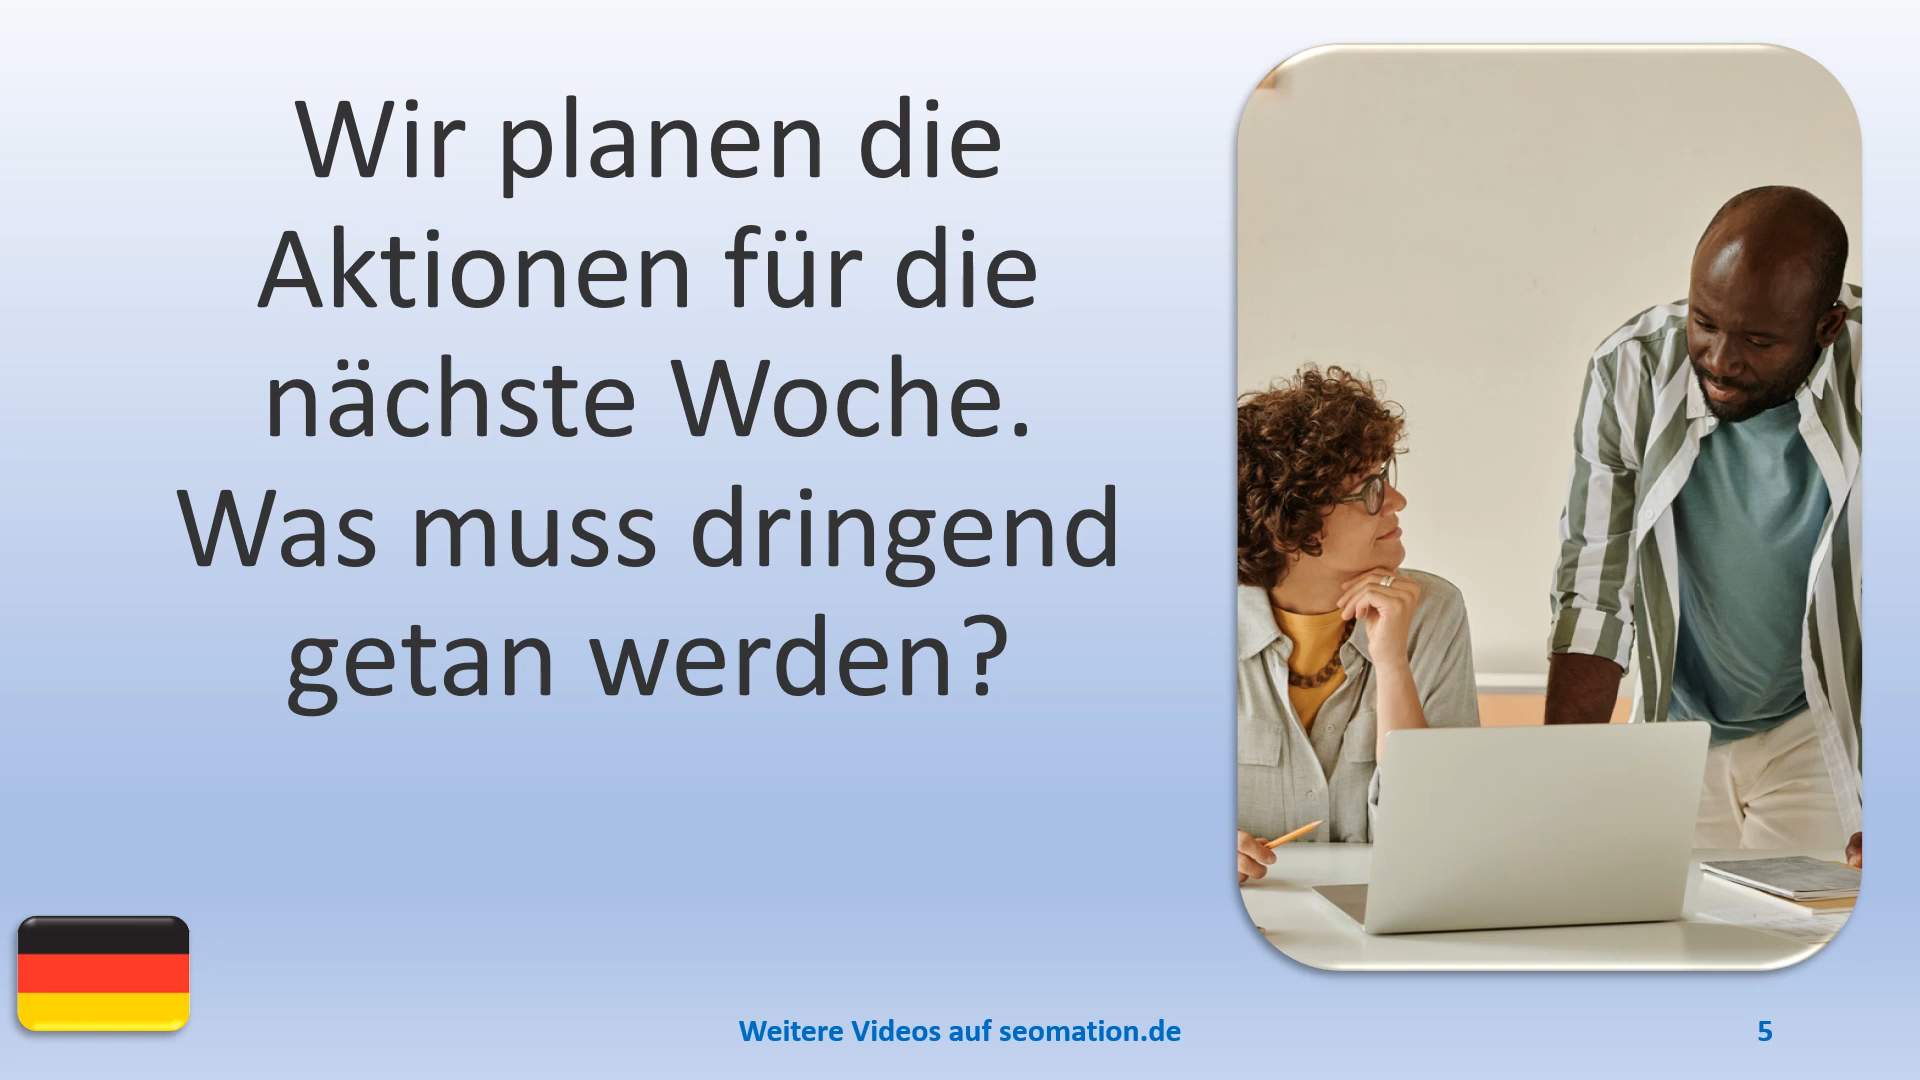 Wir planen die
Aktionen für die
nächste Woche.
Was muss dringend
getan werden?
Weitere Videos auf seomation.de
5